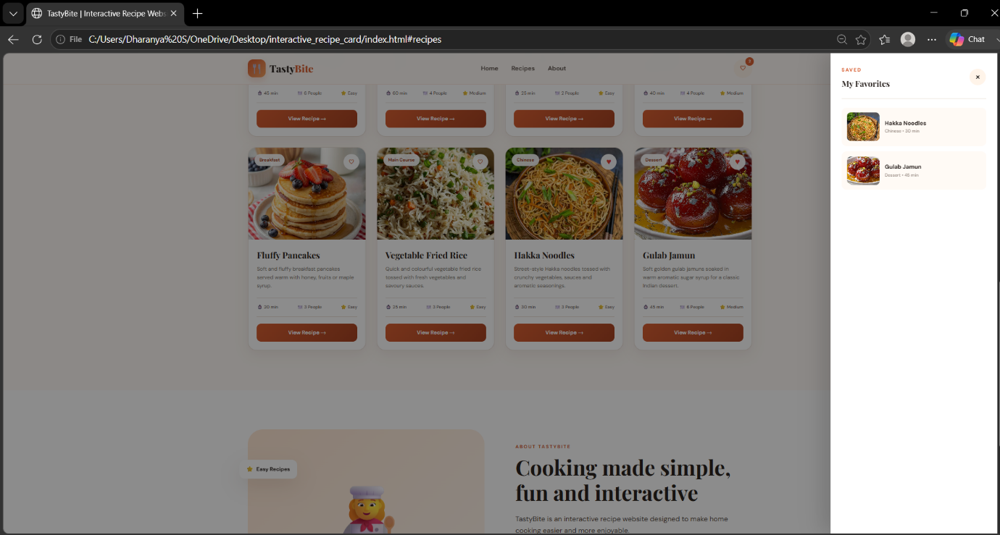 TastyBite | Interactive Recipe Webs
File C:/Users/Dharanya%20S/OneDrive/Desktop/interactive_recipe_card/index.html#recipes
Chat
TastyBite
Home Recipes About
2
45 min 6 People Easy
60 min 4 People Medium
25 min 2 People Easy
40 min 4 People Medium
View Recipe →
View Recipe →
View Recipe →
View Recipe →
Breakfast
Main Course
Chinese
Dessert
Fluffy Pancakes
Soft and fluffy breakfast pancakes
served warm with honey, fruits or maple
syrup.
20 min 3 People Easy
View Recipe →
Vegetable Fried Rice
Quick and colourful vegetable fried rice
tossed with fresh vegetables and
savoury sauces.
25 min 3 People Easy
View Recipe →
Hakka Noodles
Street-style Hakka noodles tossed with
crunchy vegetables, sauces and
aromatic seasonings.
30 min 3 People Easy
View Recipe →
Gulab Jamun
Soft golden gulab jamuns soaked in
warm aromatic sugar syrup for a classic
Indian dessert.
45 min 6 People Medium
View Recipe →
Easy Recipes
ABOUT TASTYBITE
Cooking made simple,
fun and interactive
TastyBite is an interactive recipe website designed to make home
cooking easier and more enjoyable.
SAVED
My Favorites
Hakka Noodles
Chinese • 30 min
Gulab Jamun
Dessert • 45 min